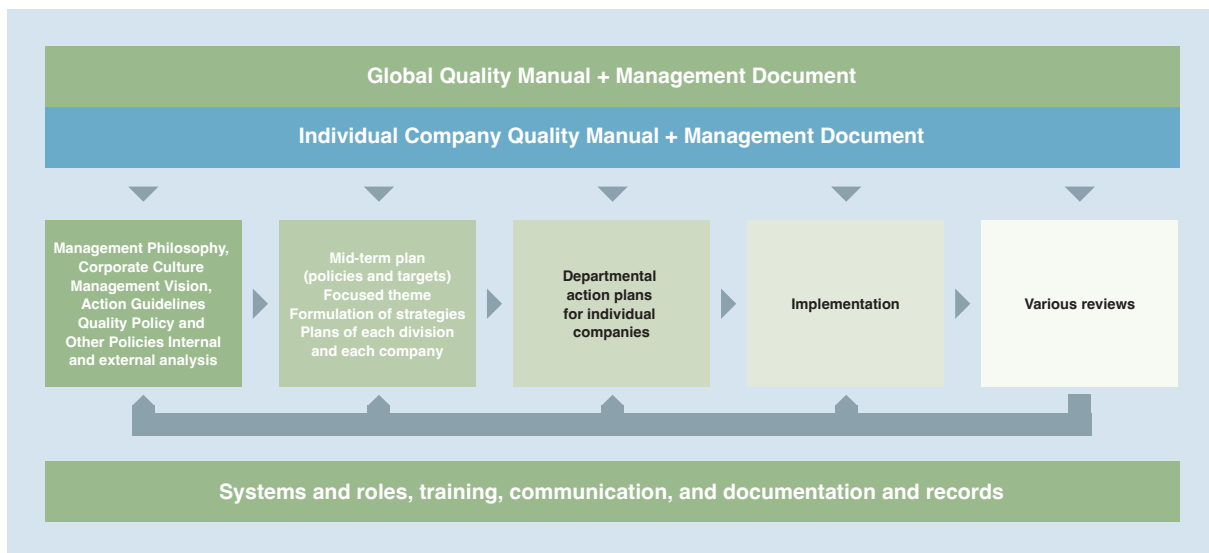 Global Quality Manual + Management Document
Individual Company Quality Manual + Management Document
Management Philosophy,
Corporate Culture
Management Vision,
Action Guidelines
Quality Policy and
Other Policies Internal
and external analysis
Mid-term plan
(policies and targets)
Focused theme
Formulation of strategies
Plans of each division
and each company
Departmental
action plans
for individual
companies
Implementation
Various reviews
Systems and roles, training, communication, and documentation and records